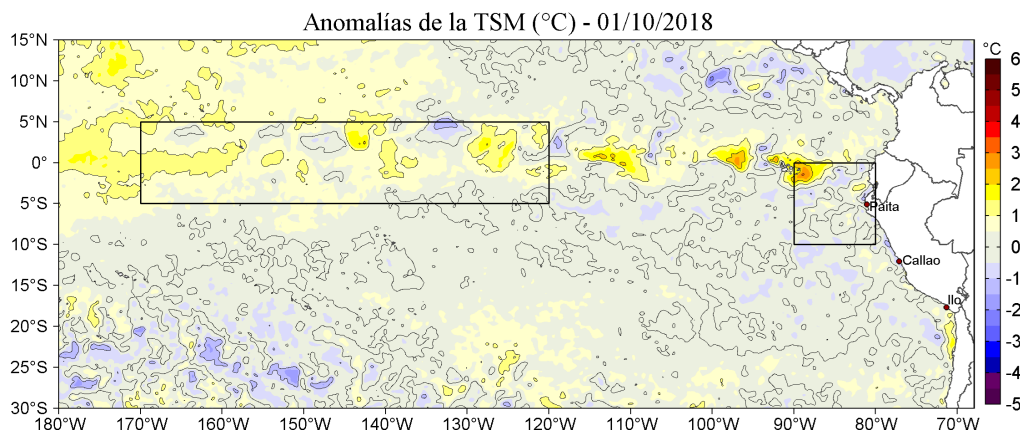 Anomalías de la TSM (°C) - 01/10/2018
15°N
10°N
5°N
0°
5°S
10°S
15°S
20°S
25°S
30°S
180°W
170°W
160°W
150°W
140°W
130°W
120°W
110°W
100°W
90°W
80°W
70°W
Paita
Callao
Ilo
°C
6
5
4
3
2
1
0
-1
-2
-3
-4
-5